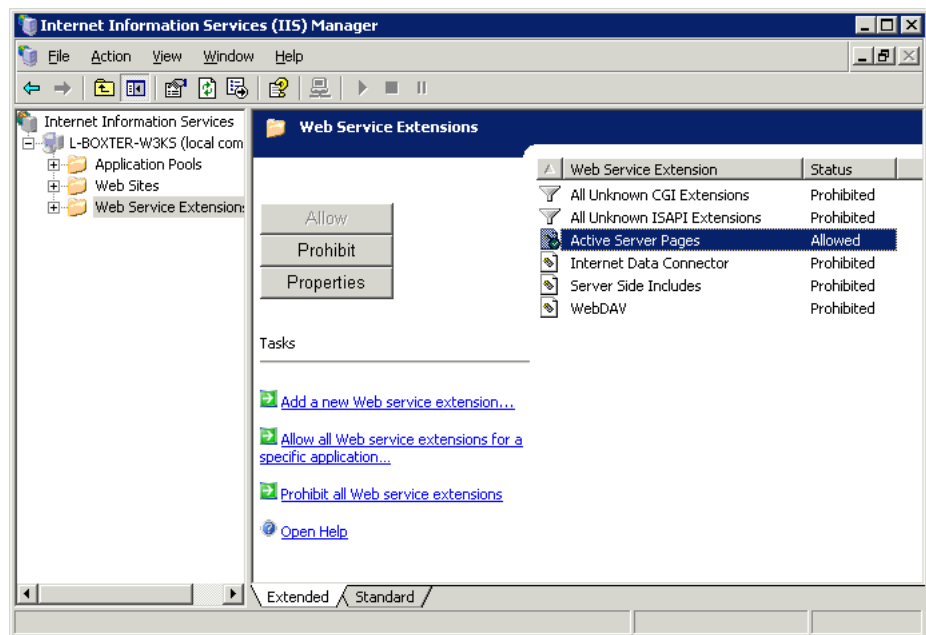 Internet Information Services (IIS) Manager
File Action View Window Help
Internet Information Services
L-BOXTER-W3KS (local com
Application Pools
Web Sites
Web Service Extension
Web Service Extensions
Allow
Prohibit
Properties
Tasks
Add a new Web service extension...
Allow all Web service extensions for a
specific application...
Prohibit all Web service extensions
Open Help
Web Service Extension Status
All Unknown CGI Extensions Prohibited
All Unknown ISAPI Extensions Prohibited
Active Server Pages Allowed
Internet Data Connector Prohibited
Server Side Includes Prohibited
WebDAV Prohibited
Extended Standard